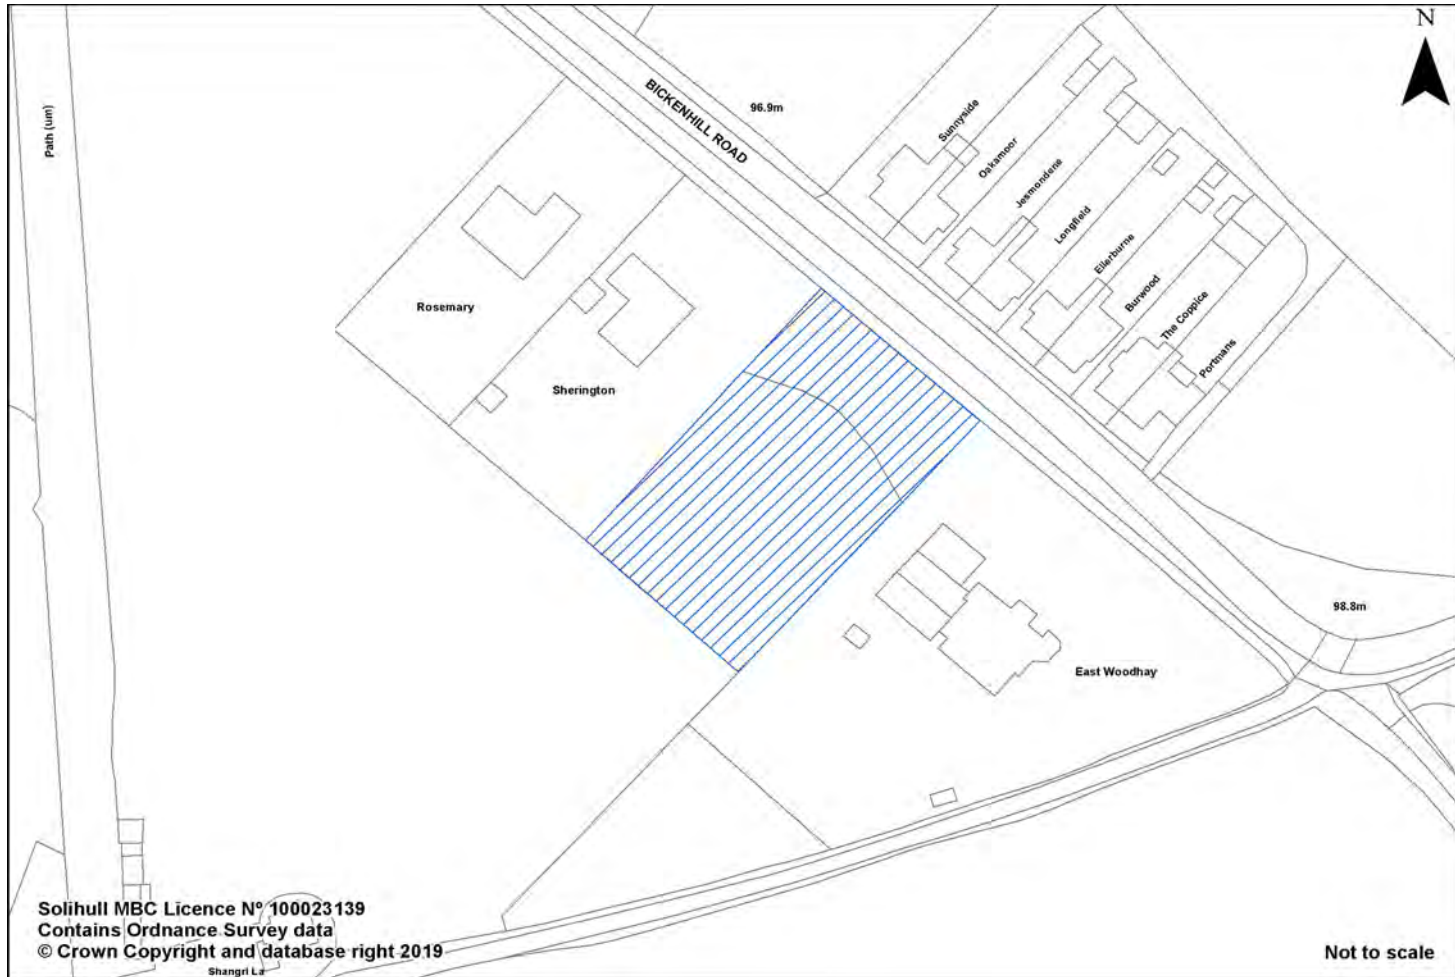 N
BICKENHILL ROAD
96.9m
Path (um)
Sunnyside
Oakamoor
Jesmondene
Longfield
Ellerburne
Burwood
The Coppice
Portmans
Rosemary
Sherington
98.8m
East Woodhay
Solihull MBC Licence Nº 100023139
Contains Ordnance Survey data
© Crown Copyright and database right 2019
Shangri La
Not to scale